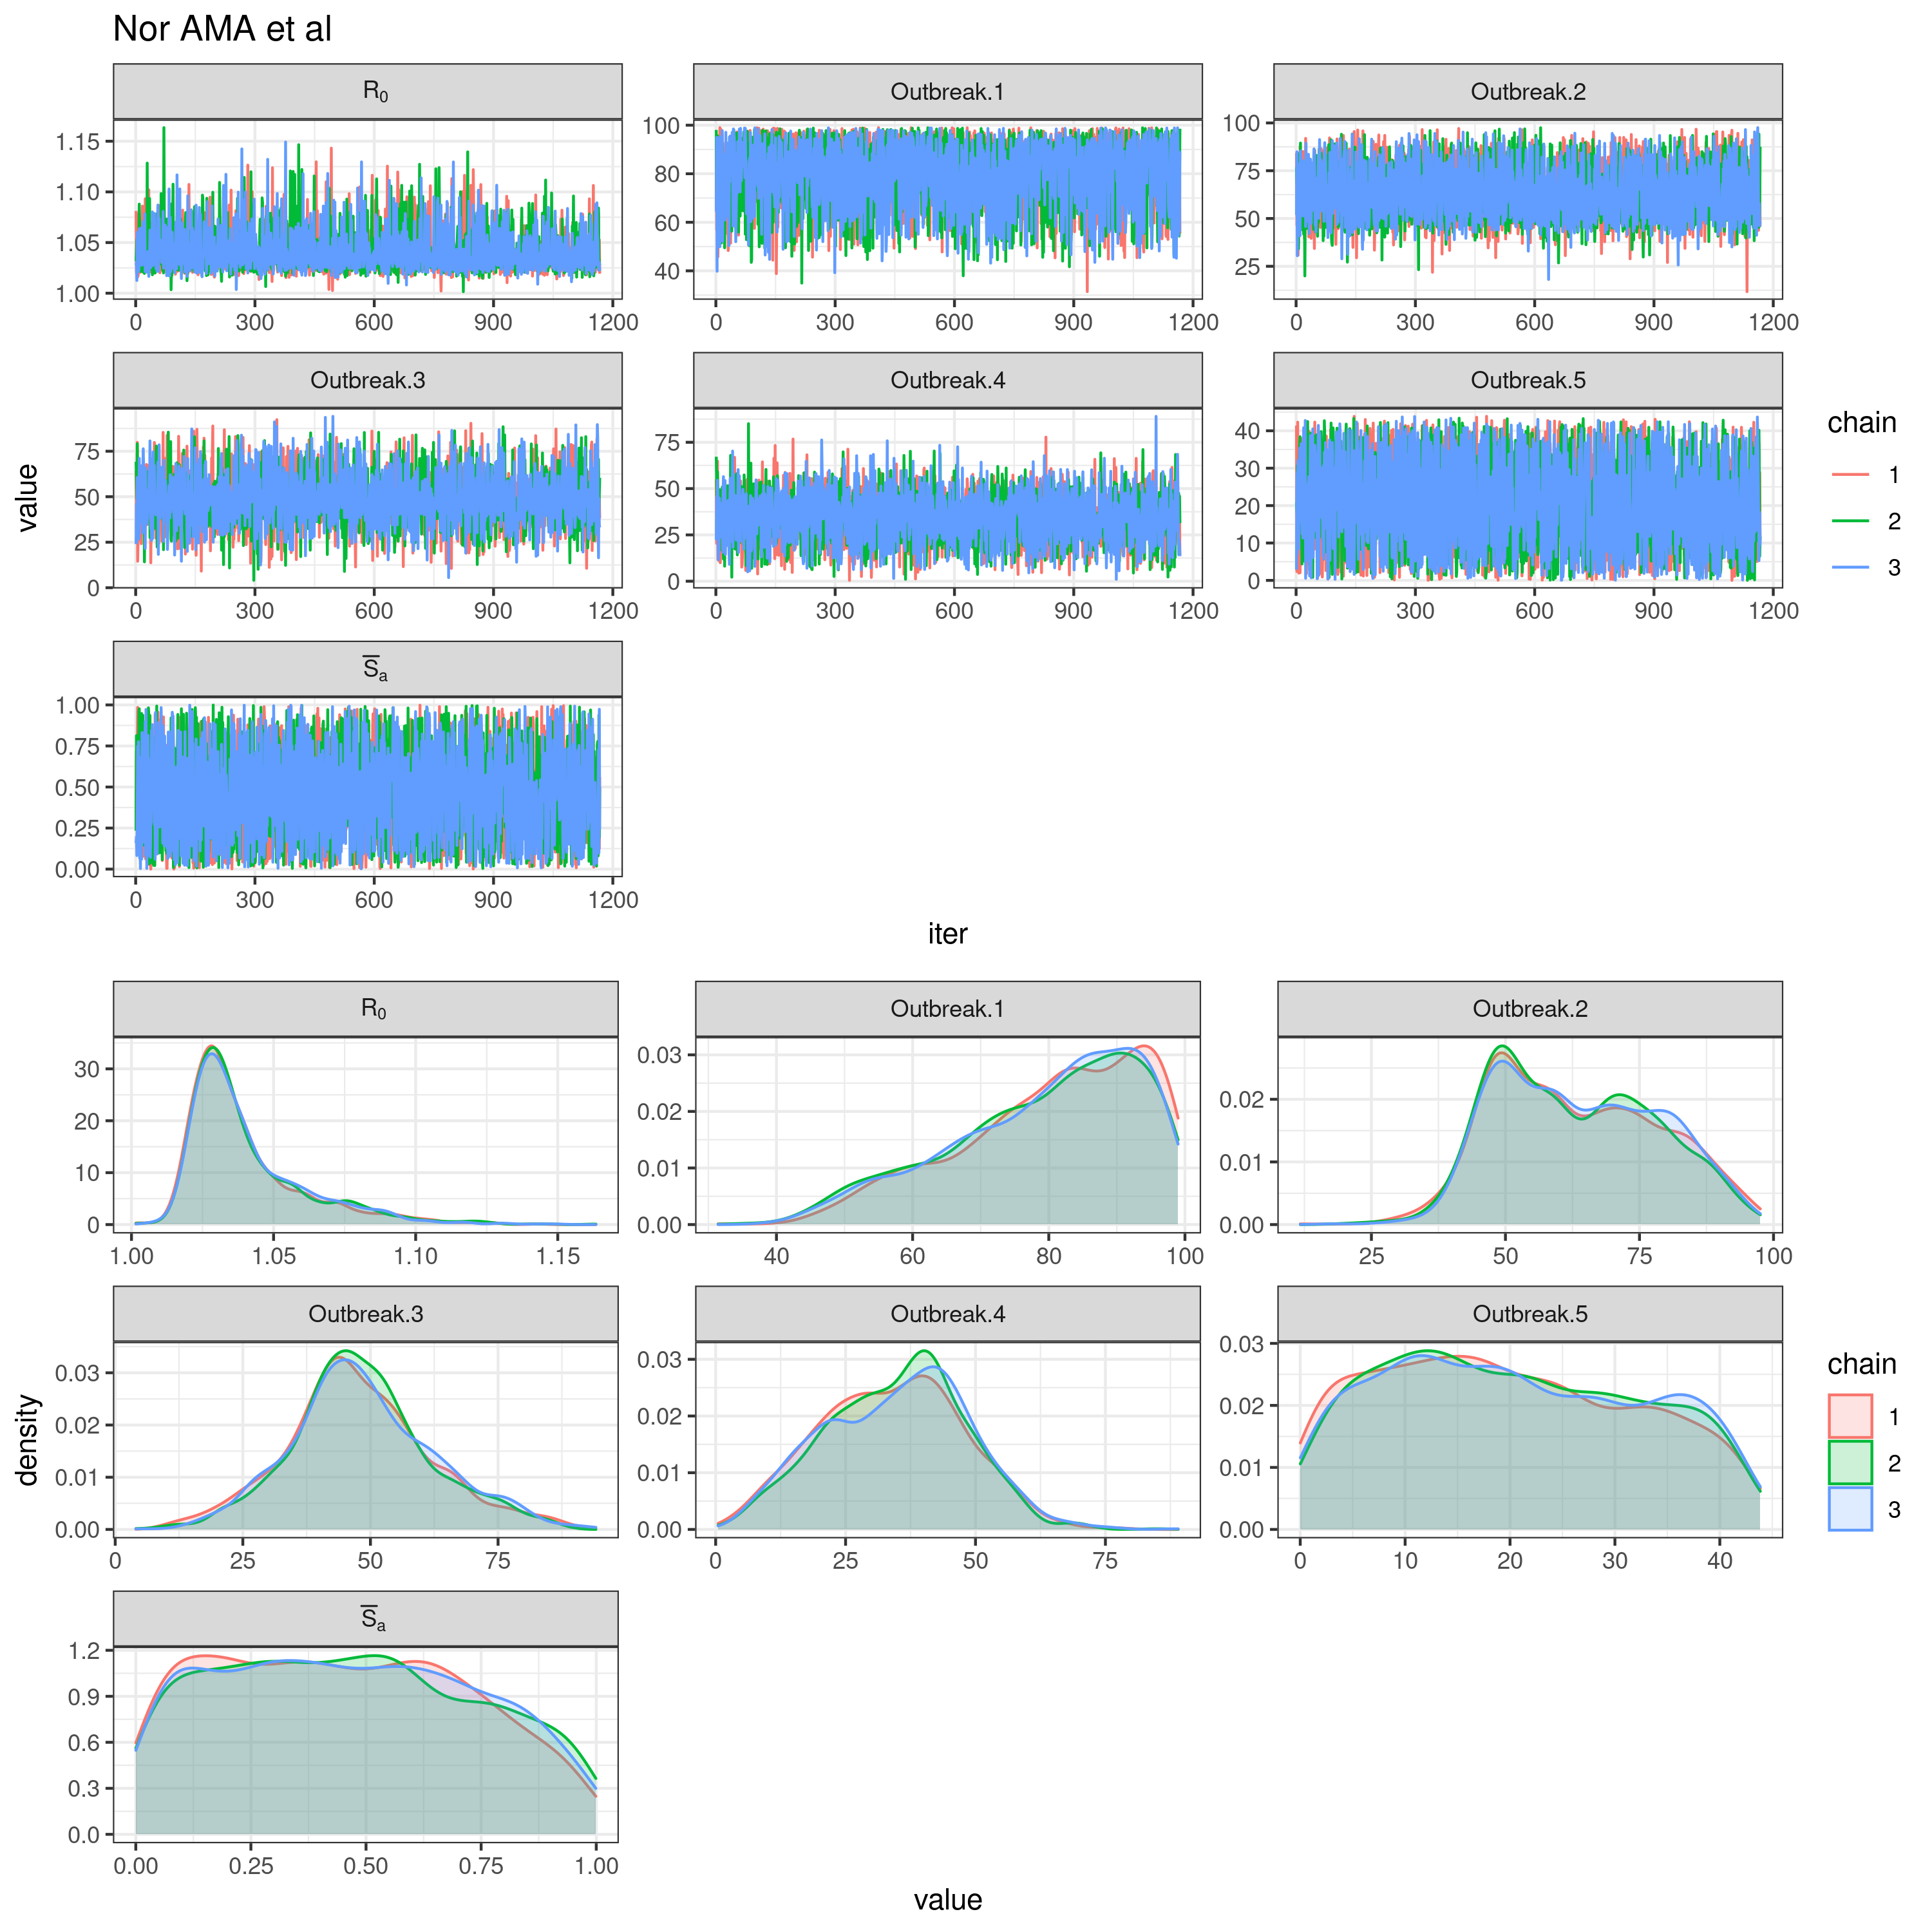 Nor AMA et al
R0 Outbreak.1 Outbreak.2
1.15 1.10 1.05 1.00
100 80 60 40
100 75 50 25
0 300 600 900 1200 0 300 600 900 1200 0 300 600 900 1200
Outbreak.3 Outbreak.4 Outbreak.5
75 50 25 0
75 50 25 0
40 30 20 10 0
0 300 600 900 1200 0 300 600 900 1200 0 300 600 900 1200
value
chain
1
2
3
S̅a
1.00 0.75 0.50 0.25 0.00
0 300 600 900 1200
iter
R0 Outbreak.1 Outbreak.2
30 20 10 0
0.03 0.02 0.01 0.00
0.02 0.01 0.00
1.00 1.05 1.10 1.15 40 60 80 100 25 50 75 100
Outbreak.3 Outbreak.4 Outbreak.5
0.03 0.02 0.01 0.00
0.03 0.02 0.01 0.00
0.03 0.02 0.01 0.00
0 25 50 75 0 25 50 75 0 10 20 30 40
density
chain
1
2
3
S̅a
1.2 0.9 0.6 0.3 0.0
0.00 0.25 0.50 0.75 1.00
value